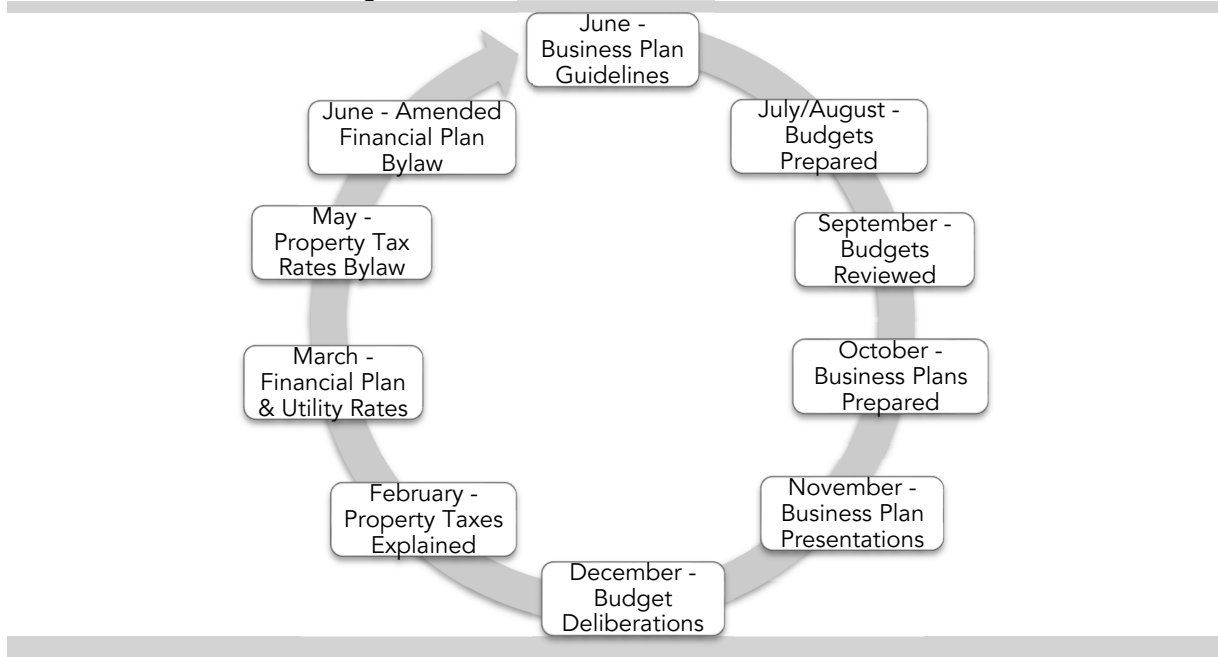 June -
Business Plan
Guidelines
July/August -
Budgets
Prepared
September -
Budgets
Reviewed
October -
Business Plans
Prepared
November -
Business Plan
Presentations
December -
Budget
Deliberations
February -
Property Taxes
Explained
March -
Financial Plan
& Utility Rates
May -
Property Tax
Rates Bylaw
June - Amended
Financial Plan
Bylaw